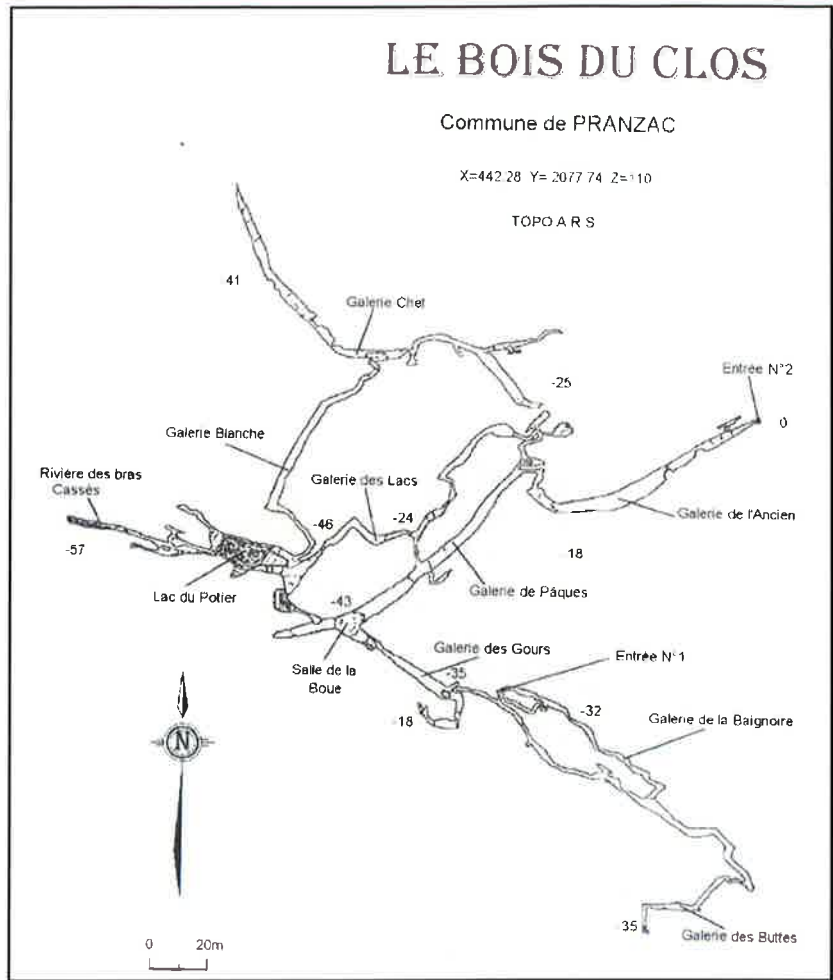 LE BOIS DU CLOS
Commune de PRANZAC
X=442 28 Y= 2077 74 Z=110
TOPO A R S
41
Galerie Chet
-25
Entrée N°2
0
Galerie Blanche
Galerie des Lacs
Rivière des bras
Cassés
-46
-24
Galerie de l'Ancien
-57
18
Lac du Potier
Galerie de Pâques
-43
Galerie des Gours
Entrée N°1
Salle de la
Boue
-35
-32
-18
Galerie de la Baignoire
N
35
Galerie des Buttes
0 20m